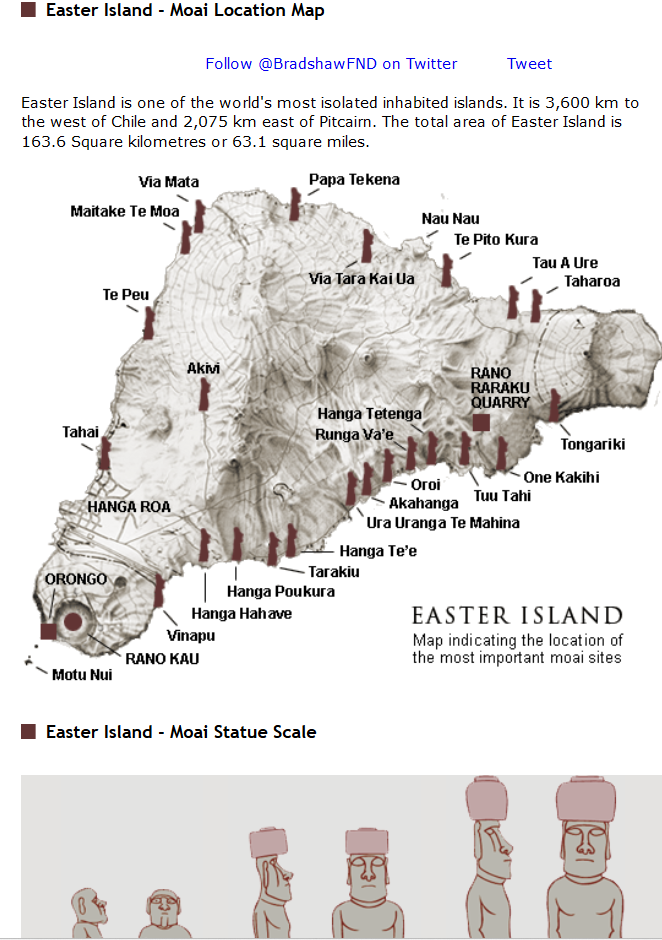 Easter Island - Moai Location Map
Follow @BradshawFND on Twitter
Tweet
Easter Island is one of the world's most isolated inhabited islands. It is 3,600 km to
the west of Chile and 2,075 km east of Pitcairn. The total area of Easter Island is
163.6 Square kilometres or 63.1 square miles.
Via Mata
Papa Tekena
Maitake Te Moa
Nau Nau
Te Pito Kura
Tau A Ure
Via Tara Kai Ua
Taharoa
Te Peu
Akivi
RANO
RARAKU
QUARRY
Hanga Tetenga
Runga Va'e
Tahai
Tongariki
One Kakihi
Oroi
Tuu Tahi
Akahanga
HANGA ROA
Ura Uranga Te Mahina
Hanga Te'e
Tarakiu
ORONGO
Hanga Poukura
Hanga Hahave
Vinapu
RANO KAU
Motu Nui
EASTER ISLAND
Map indicating the location of
the most important moai sites
Easter Island - Moai Statue Scale